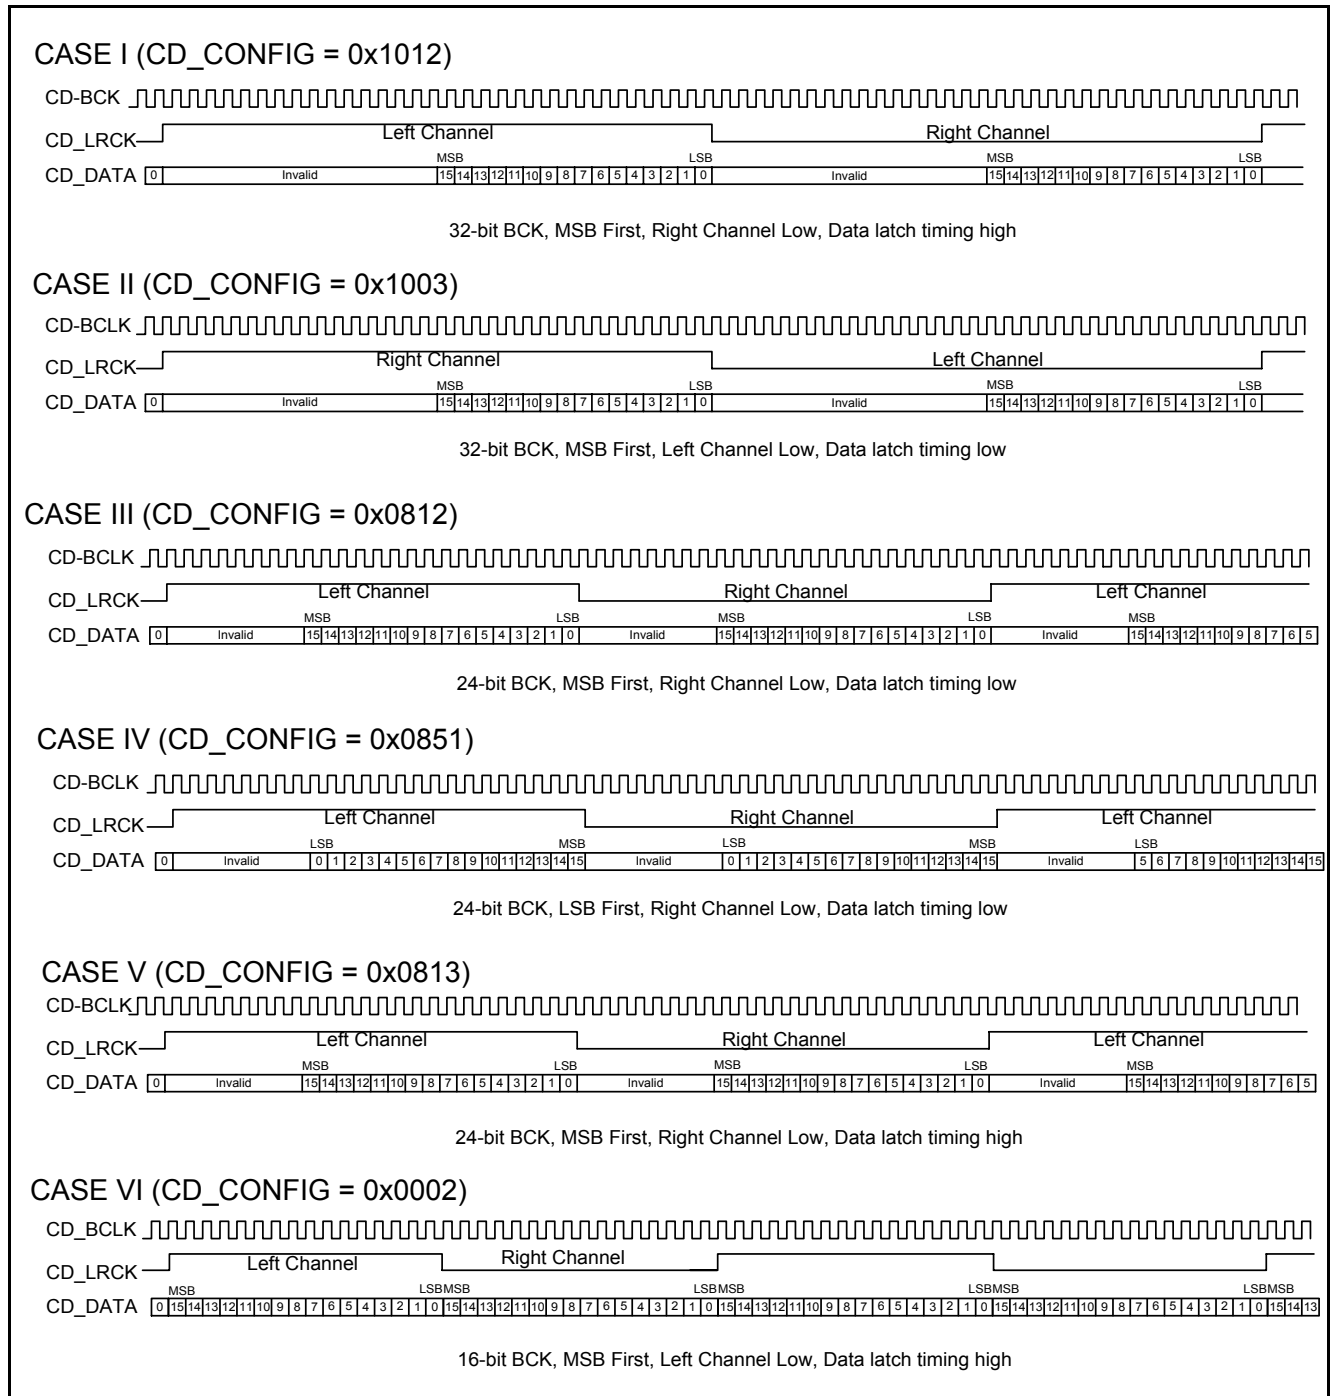 CASE I (CD_CONFIG = 0x1012)
CD-BCK
CD_LRCK Left Channel Right Channel
MSB LSB MSB LSB
CD_DATA 0 Invalid 15 14 13 12 11 10 9 8 7 6 5 4 3 2 1 0 Invalid 15 14 13 12 11 10 9 8 7 6 5 4 3 2 1 0
32-bit BCK, MSB First, Right Channel Low, Data latch timing high
CASE II (CD_CONFIG = 0x1003)
CD-BCLK
CD_LRCK Right Channel Left Channel
MSB LSB MSB LSB
CD_DATA 0 Invalid 15 14 13 12 11 10 9 8 7 6 5 4 3 2 1 0 Invalid 15 14 13 12 11 10 9 8 7 6 5 4 3 2 1 0
32-bit BCK, MSB First, Left Channel Low, Data latch timing low
CASE III (CD_CONFIG = 0x0812)
CD-BCLK
CD_LRCK Left Channel Right Channel Left Channel
MSB LSB MSB LSB MSB
CD_DATA 0 Invalid 15 14 13 12 11 10 9 8 7 6 5 4 3 2 1 0 Invalid 15 14 13 12 11 10 9 8 7 6 5 4 3 2 1 0 Invalid 15 14 13 12 11 10 9 8 7 6 5
24-bit BCK, MSB First, Right Channel Low, Data latch timing low
CASE IV (CD_CONFIG = 0x0851)
CD-BCLK
CD_LRCK Left Channel Right Channel Left Channel
LSB MSB LSB MSB LSB
CD_DATA 0 Invalid 0 1 2 3 4 5 6 7 8 9 10 11 12 13 14 15 Invalid 0 1 2 3 4 5 6 7 8 9 10 11 12 13 14 15 Invalid 5 6 7 8 9 10 11 12 13 14 15
24-bit BCK, LSB First, Right Channel Low, Data latch timing low
CASE V (CD_CONFIG = 0x0813)
CD-BCLK
CD_LRCK Left Channel Right Channel Left Channel
MSB LSB MSB LSB MSB
CD_DATA 0 Invalid 15 14 13 12 11 10 9 8 7 6 5 4 3 2 1 0 Invalid 15 14 13 12 11 10 9 8 7 6 5 4 3 2 1 0 Invalid 15 14 13 12 11 10 9 8 7 6 5
24-bit BCK, MSB First, Right Channel Low, Data latch timing high
CASE VI (CD_CONFIG = 0x0002)
CD_BCLK
CD_LRCK Left Channel Right Channel
MSB LSBMSB LSBMSB LSBMSB LSBMSB
CD_DATA 0 15 14 13 12 11 10 9 8 7 6 5 4 3 2 1 0 15 14 13 12 11 10 9 8 7 6 5 4 3 2 1 0 15 14 13 12 11 10 9 8 7 6 5 4 3 2 1 0 15 14 13 12 11 10 9 8 7 6 5 4 3 2 1 0 15 14 13
16-bit BCK, MSB First, Left Channel Low, Data latch timing high